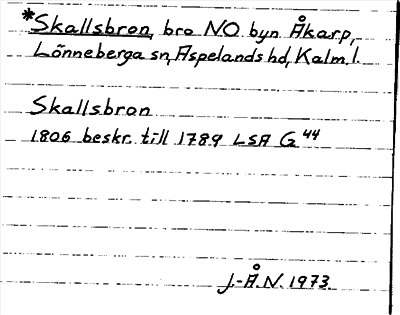 *Skallsbron, bro NO byn Åkarp,
Lönneberga sn, Aspelands hd, Kalm. l.
Skallsbron
1806 beskr. till 1789 LSA G 44
J.-Å.N. 1973